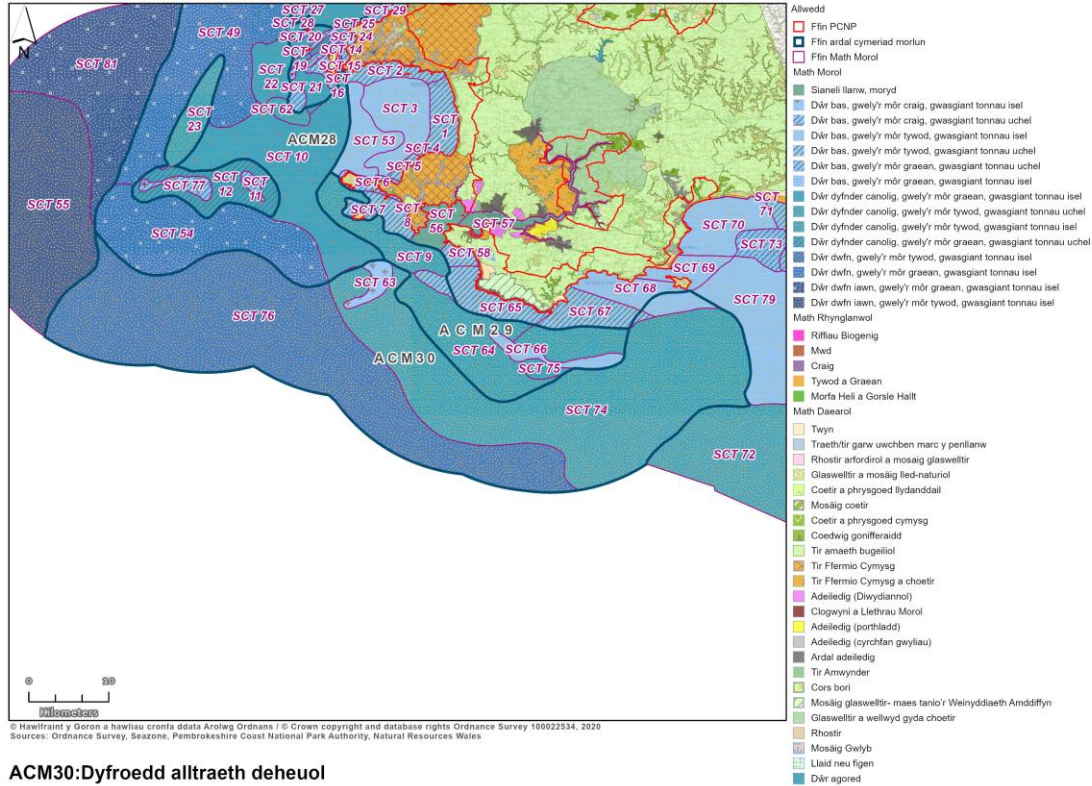 SCT 27
SCT 29
SCT 28
SCT 25
SCT 49
SCT 20
SCT 24
SCT 14
SCT 81
SCT 19
SCT 15
SCT 2
SCT 22
SCT 21
SCT 16
SCT 3
SCT 62
SCT 1
SCT 23
ACM28
SCT 53
SCT 4
SCT 10
SCT 5
SCT 6
SCT 77
SCT 12
SCT 11
SCT 7
SCT 8
SCT 56
SCT 57
SCT 71
SCT 70
SCT 55
SCT 54
SCT 9
SCT 58
SCT 73
SCT 69
SCT 63
SCT 68
SCT 79
SCT 65
SCT 67
SCT 76
ACM29
SCT 64
SCT 66
ACM30
SCT 75
SCT 74
SCT 72
N
0 10
Kilometers
© Hawlfraint y Goron a hawliau cronfa ddata Arolwg Ordnans / © Crown copyright and database rights Ordnance Survey 100022534, 2020
Sources: Ordnance Survey, Seazone, Pembrokeshire Coast National Park Authority, Natural Resources Wales
ACM30:Dyfroedd alltraeth deheuol
Allwedd
Ffin PCNP
Ffin ardal cymeriad morlun
Ffin Math Morol
Math Morol
Sianeli llanw, moryd
Dŵr bas, gwely'r môr craig, gwasgiant tonnau isel
Dŵr bas, gwely'r môr craig, gwasgiant tonnau uchel
Dŵr bas, gwely'r môr tywod, gwasgiant tonnau isel
Dŵr bas, gwely'r môr tywod, gwasgiant tonnau uchel
Dŵr bas, gwely'r môr graean, gwasgiant tonnau uchel
Dŵr bas, gwely'r môr graean, gwasgiant tonnau isel
Dŵr dyfnder canolig, gwely'r môr graean, gwasgiant tonnau isel
Dŵr dyfnder canolig, gwely'r môr tywod, gwasgiant tonnau uchel
Dŵr dyfnder canolig, gwely'r môr tywod, gwasgiant tonnau isel
Dŵr dyfnder canolig, gwely'r môr graean, gwasgiant tonnau uchel
Dŵr dwfn, gwely'r môr tywod, gwasgiant tonnau isel
Dŵr dwfn, gwely'r môr graean, gwasgiant tonnau isel
Dŵr dwfn iawn, gwely'r môr graean, gwasgiant tonnau isel
Dŵr dwfn iawn, gwely'r môr tywod, gwasgiant tonnau isel
Math Rhynglanwol
Riffiau Biogenig
Mwd
Craig
Tywod a Graean
Morfa Heli a Gorsle Hallt
Math Daearol
Twyn
Traeth/tir garw uwchben marc y penllanw
Rhostir arfordirol a mosaig glaswelltir
Glaswelltir a mosäig lled-naturiol
Coetir a phrysgoed llydanddail
Mosäig coetir
Coetir a phrysgoed cymysg
Coedwig gonifferaidd
Tir amaeth bugeiliol
Tir Ffermio Cymysg
Tir Ffermio Cymysg a choetir
Adeiledig (Diwydiannol)
Clogwyni a Llethrau Morol
Adeiledig (porthladd)
Adeiledig (cyrchfan gwyliau)
Ardal adeiledig
Tir Amwynder
Cors bori
Mosäig glaswelltir- maes tanio'r Weinyddiaeth Amddiffyn
Glaswelltir a wellwyd gyda choetir
Rhostir
Mosäig Gwlyb
Llaid neu figen
Dŵr agored